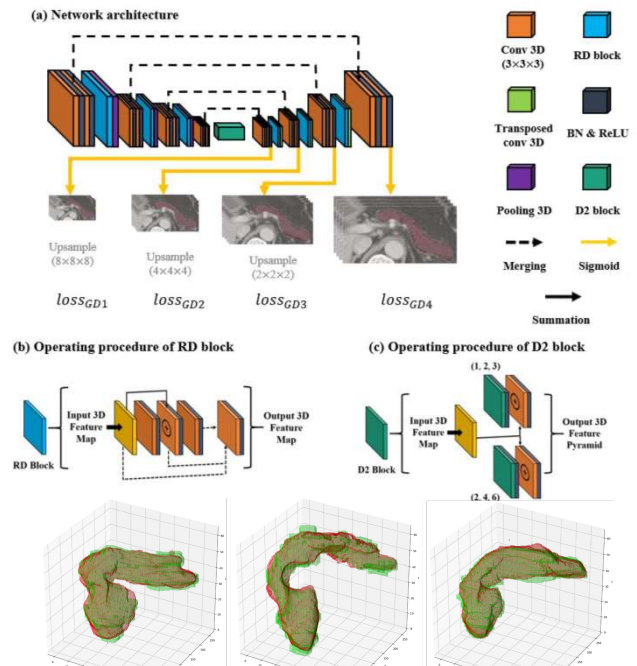 (a) Network architecture
Conv 3D
(3×3×3)
RD block
Transposed
conv 3D
BN & ReLU
Pooling 3D
D2 block
Merging
Sigmoid
Summation
Upsample
(8×8×8)
Upsample
(4×4×4)
Upsample
(2×2×2)
loss_GD1
loss_GD2
loss_GD3
loss_GD4
(b) Operating procedure of RD block
RD Block
Input 3D
Feature
Map
Output 3D
Feature
Map
(c) Operating procedure of D2 block
(1, 2, 3)
D2 Block
Input 3D
Feature
Map
Output 3D
Feature
Pyramid
(2, 4, 6)